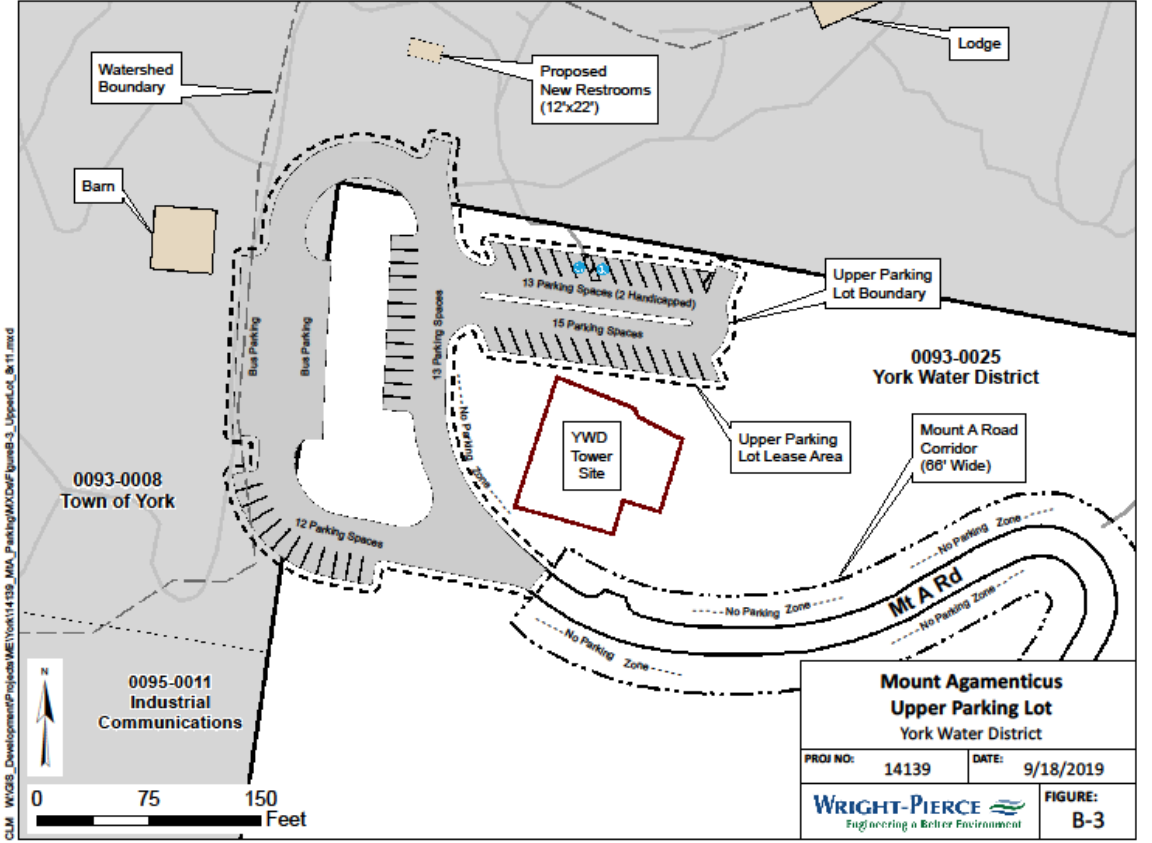 Lodge
Watershed
Boundary
Proposed
New Restrooms
(12'x22')
Barn
Upper Parking
Lot Boundary
13 Parking Spaces (2 Handicapped)
15 Parking Spaces
Bus Parking
Bus Parking
13 Parking Spaces
0093-0025
York Water District
No Parking Zone
YWD
Tower
Site
Upper Parking
Lot Lease Area
Mount A Road
Corridor
(66' Wide)
0093-0008
Town of York
12 Parking Spaces
No Parking Zone
Mt A Rd
No Parking Zone
No Parking Zone
No Parking Zone
N
0095-0011
Industrial
Communications
0 75 150
Feet
Mount Agamenticus
Upper Parking Lot
York Water District
PROJ NO: 14139
DATE: 9/18/2019
WRIGHT-PIERCE
Engineering a Better Environment
FIGURE:
B-3